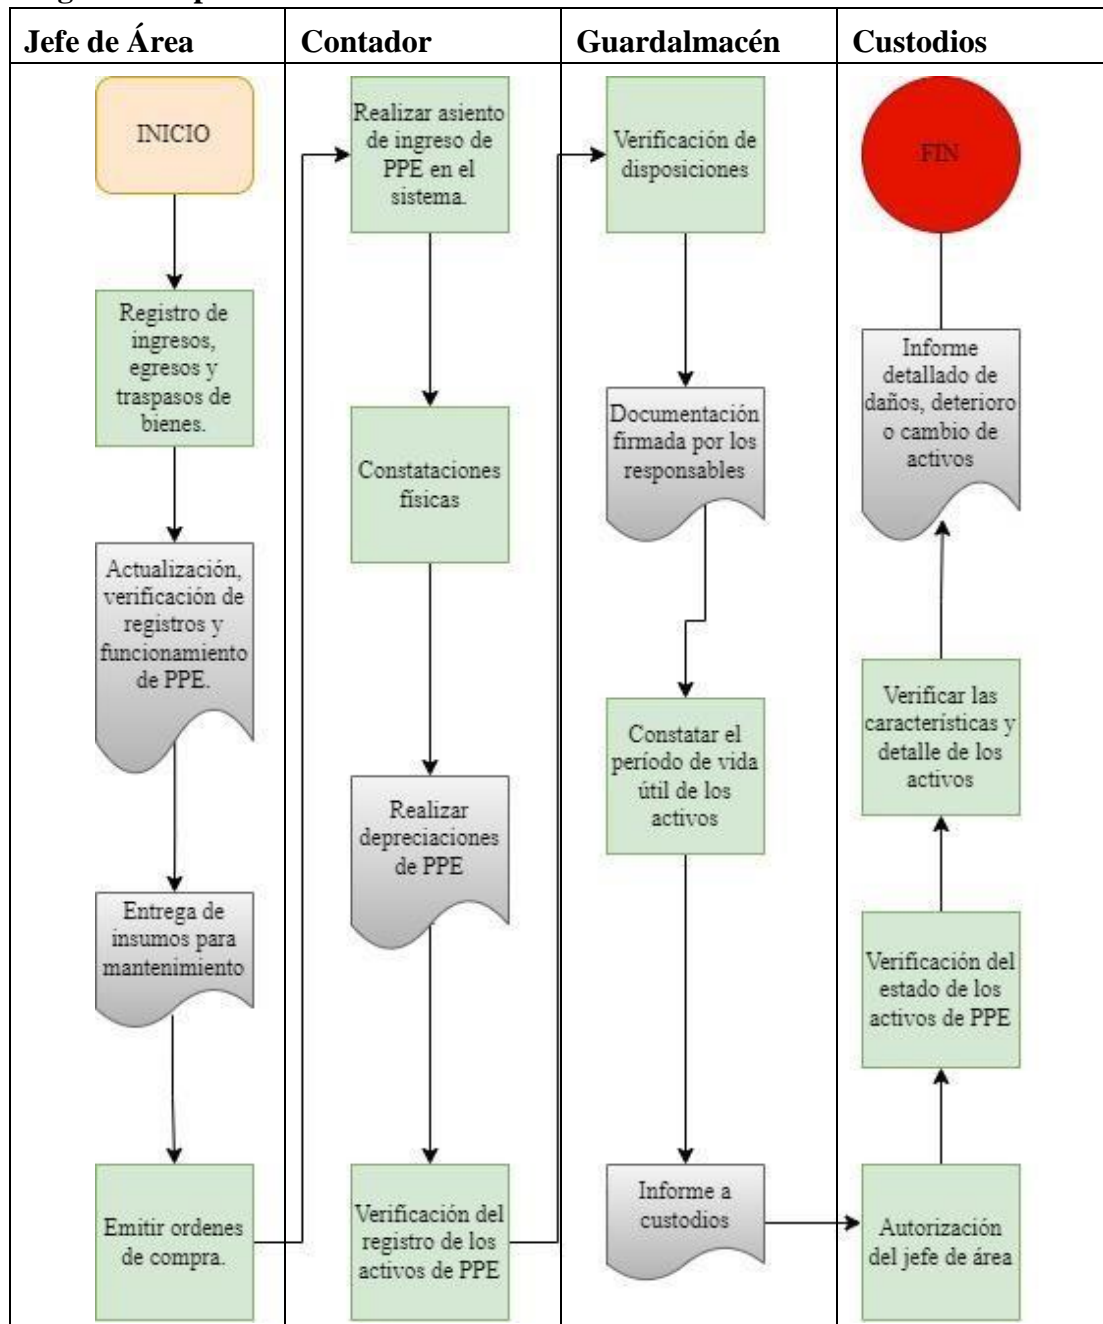 Jefe de Área
Contador
Guardalmacén
Custodios
INICIO
Registro de
ingresos,
egresos y
traspasos de
bienes.
Actualización,
verificación de
registros y
funcionamiento
de PPE.
Entrega de
insumos para
mantenimiento
Emitir ordenes
de compra.
Realizar asiento
de ingreso de
PPE en el
sistema.
Constataciones
físicas
Realizar
depreciaciones
de PPE
Verificación del
registro de los
activos de PPE
Verificación de
disposiciones
Documentación
firmada por los
responsables
Constatar el
período de vida
útil de los
activos
Informe a
custodios
FIN
Informe
detallado de
daños, deterioro
o cambio de
activos
Verificar las
características y
detalle de los
activos
Verificación del
estado de los
activos de PPE
Autorización
del jefe de área